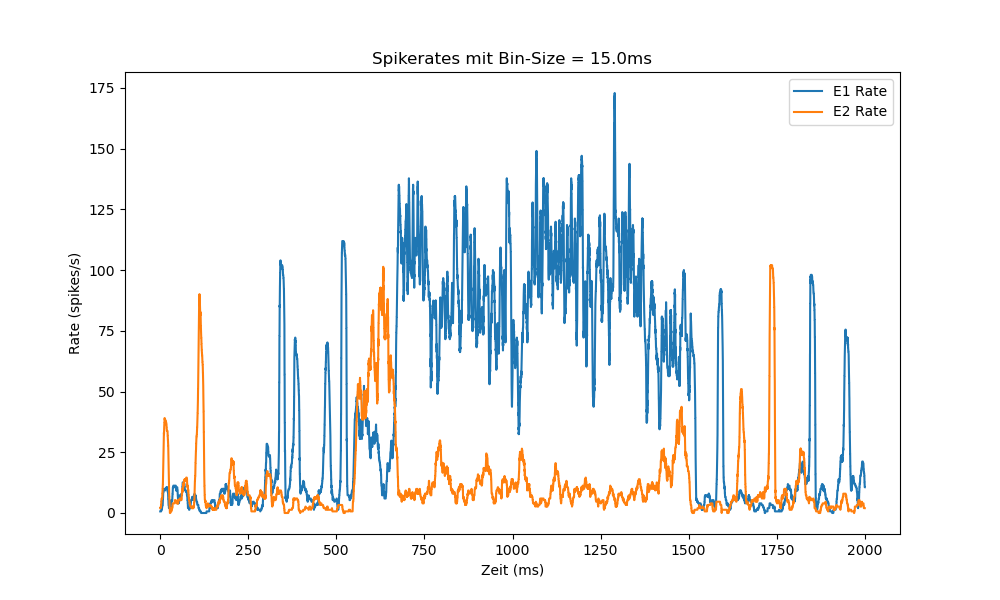 Spikerates mit Bin-Size = 15.0ms
E1 Rate
E2 Rate
175
150
125
100
75
50
25
0
Rate (spikes/s)
0 250 500 750 1000 1250 1500 1750 2000
Zeit (ms)